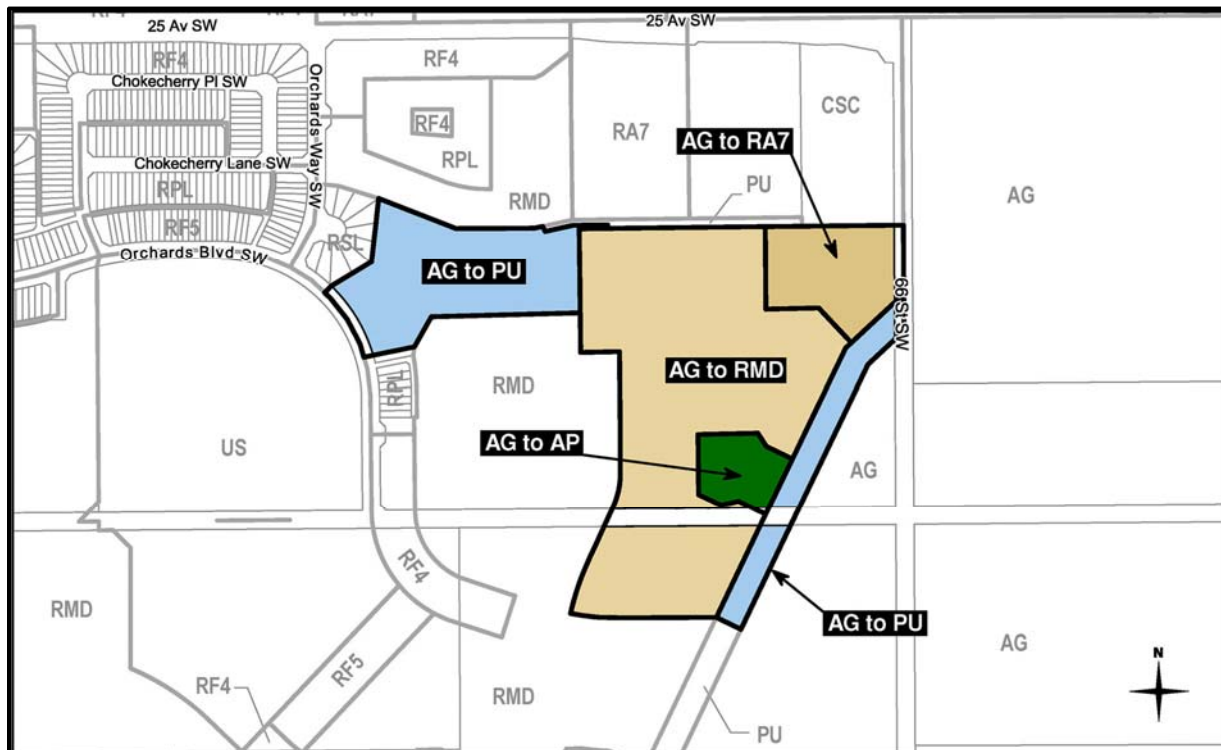 25 Av SW
25 Av SW
RF4
RF4
CSC
Chokecherry Pl SW
Orchards Way SW
RF4
RA7
AG to RA7
RPL
Chokecherry Lane SW
RPL
PU
AG
RMD
RF5
RSL
Orchards Blvd SW
AG to PU
66 St SW
RPL
RMD
AG to RMD
US
AG to AP
AG
RF4
RMD
AG to PU
AG
RF5
RF4
RMD
PU
N